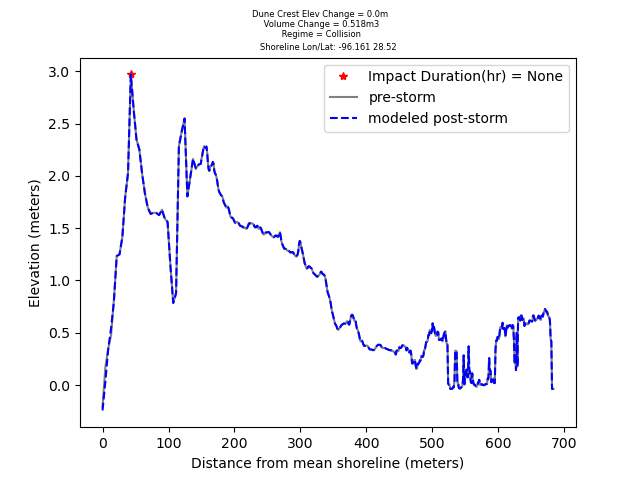 Dune Crest Elev Change = 0.0m
Volume Change = 0.518m3
Regime = Collision
Shoreline Lon/Lat: -96.161 28.52
Impact Duration(hr) = None
pre-storm
modeled post-storm
3.0
2.5
2.0
1.5
1.0
0.5
0.0
Elevation (meters)
0 100 200 300 400 500 600 700
Distance from mean shoreline (meters)